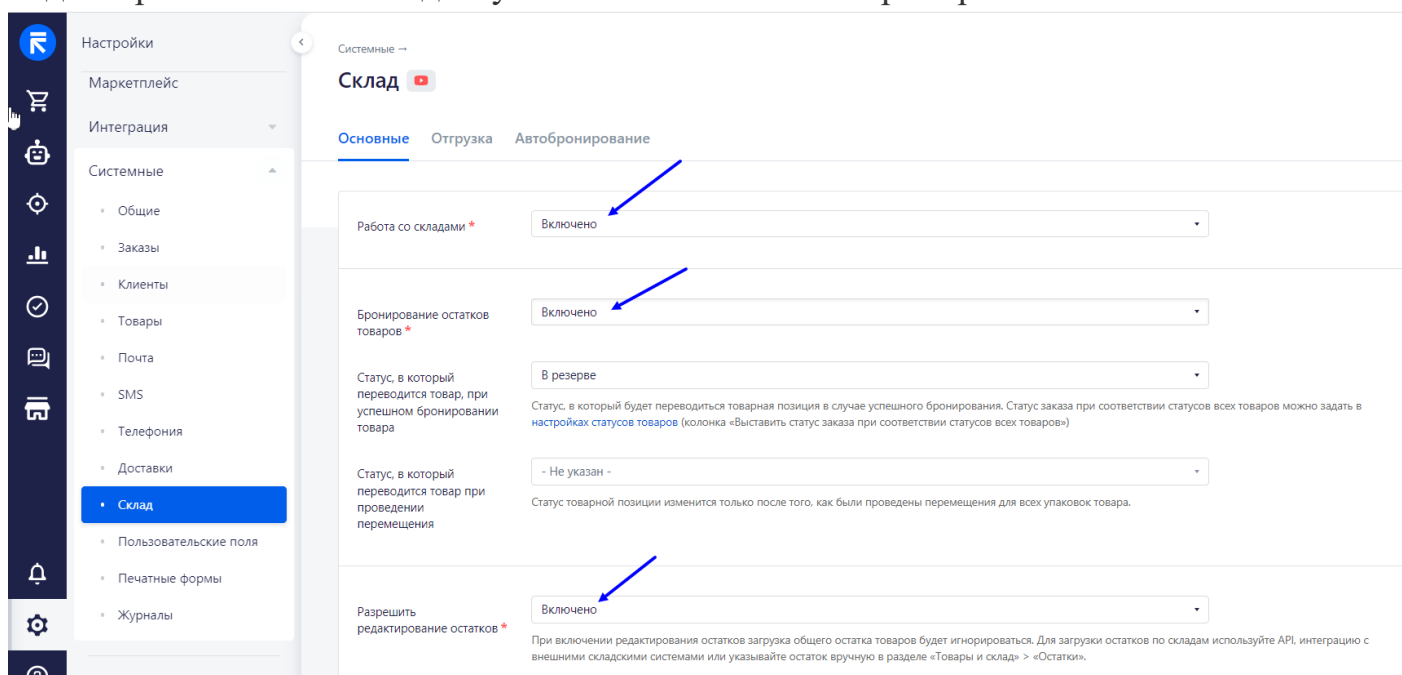 Настройки
Маркетплейс
Интеграция
Системные
Общие
Заказы
Клиенты
Товары
Почта
SMS
Телефония
Доставки
Склад
Пользовательские поля
Печатные формы
Журналы
Системные →
Склад
Основные Отгрузка Автобронирование
Работа со складами * Включено
Бронирование остатков
товаров *
Включено
Статус, в который
переводится товар, при
успешном бронировании
товара
В резерве
Статус, в который будет переводиться товарная позиция в случае успешного бронирования. Статус заказа при соответствии статусов всех товаров можно задать в
настройках статусов товаров (колонка «Выставить статус заказа при соответствии статусов всех товаров»)
Статус, в который
переводится товар при
проведении
перемещения
- Не указан -
Статус товарной позиции изменится только после того, как были проведены перемещения для всех упаковок товара.
Разрешить
редактирование остатков *
Включено
При включении редактирования остатков загрузка общего остатка товаров будет игнорироваться. Для загрузки остатков по складам используйте API, интеграцию с
внешними складскими системами или указывайте остаток вручную в разделе «Товары и склад» > «Остатки».